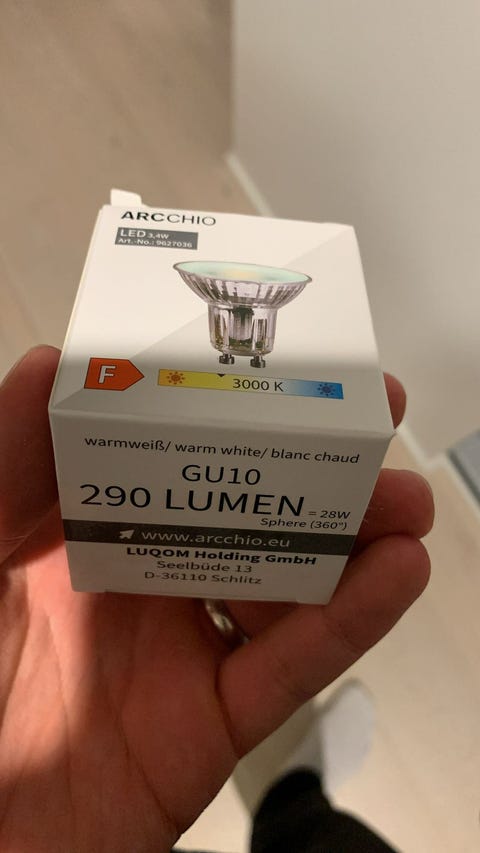 ARCCHIO
LED 3,4W
Art.-No.: 9627036
F
3000 K
warmweiß/ warm white/ blanc chaud
GU10
290 LUMEN = 28W
Sphere (360°)
www.arcchio.eu
LUQOM Holding GmbH
Seelbüde 13
D-36110 Schlitz